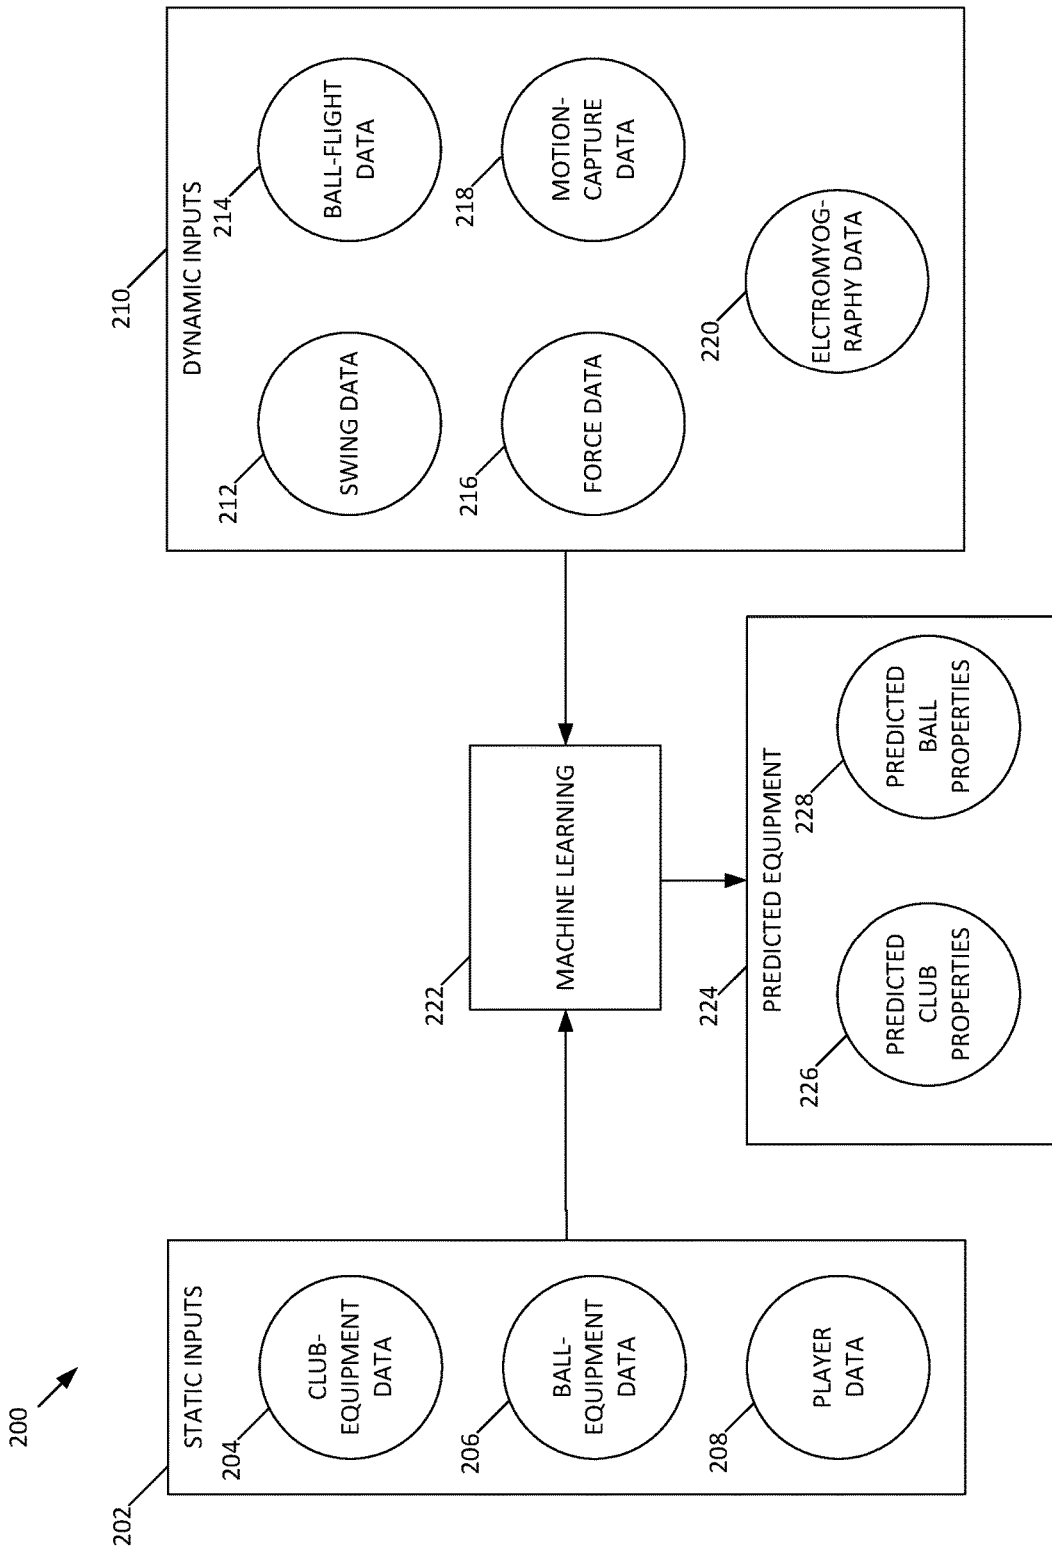 200
202
STATIC INPUTS
204
CLUB-
EQUIPMENT
DATA
206
BALL-
EQUIPMENT
DATA
208
PLAYER
DATA
222
MACHINE LEARNING
224
PREDICTED EQUIPMENT
226
PREDICTED
CLUB
PROPERTIES
228
PREDICTED
BALL
PROPERTIES
210
DYNAMIC INPUTS
212
SWING DATA
214
BALL-FLIGHT
DATA
216
FORCE DATA
218
MOTION-
CAPTURE
DATA
220
ELCTROMYOG-
RAPHY DATA